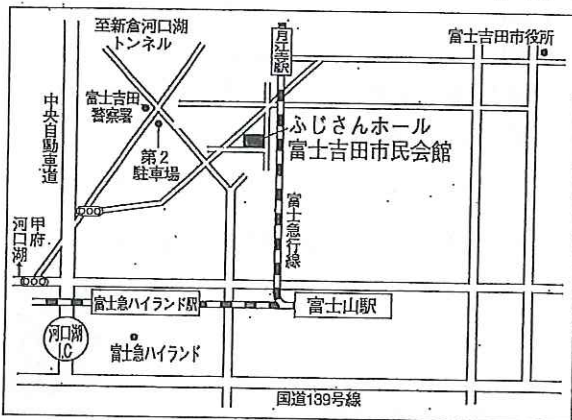 至新倉河口湖
トンネル
月江寺駅
富士吉田市役所
富士吉田
警察署
中央自動車道
第2
駐車場
ふじさんホール
富士吉田市民会館
富士急行線
甲府
河口湖
富士急ハイランド駅
富士山駅
河口湖
I.C
富士急ハイランド
国道139号線